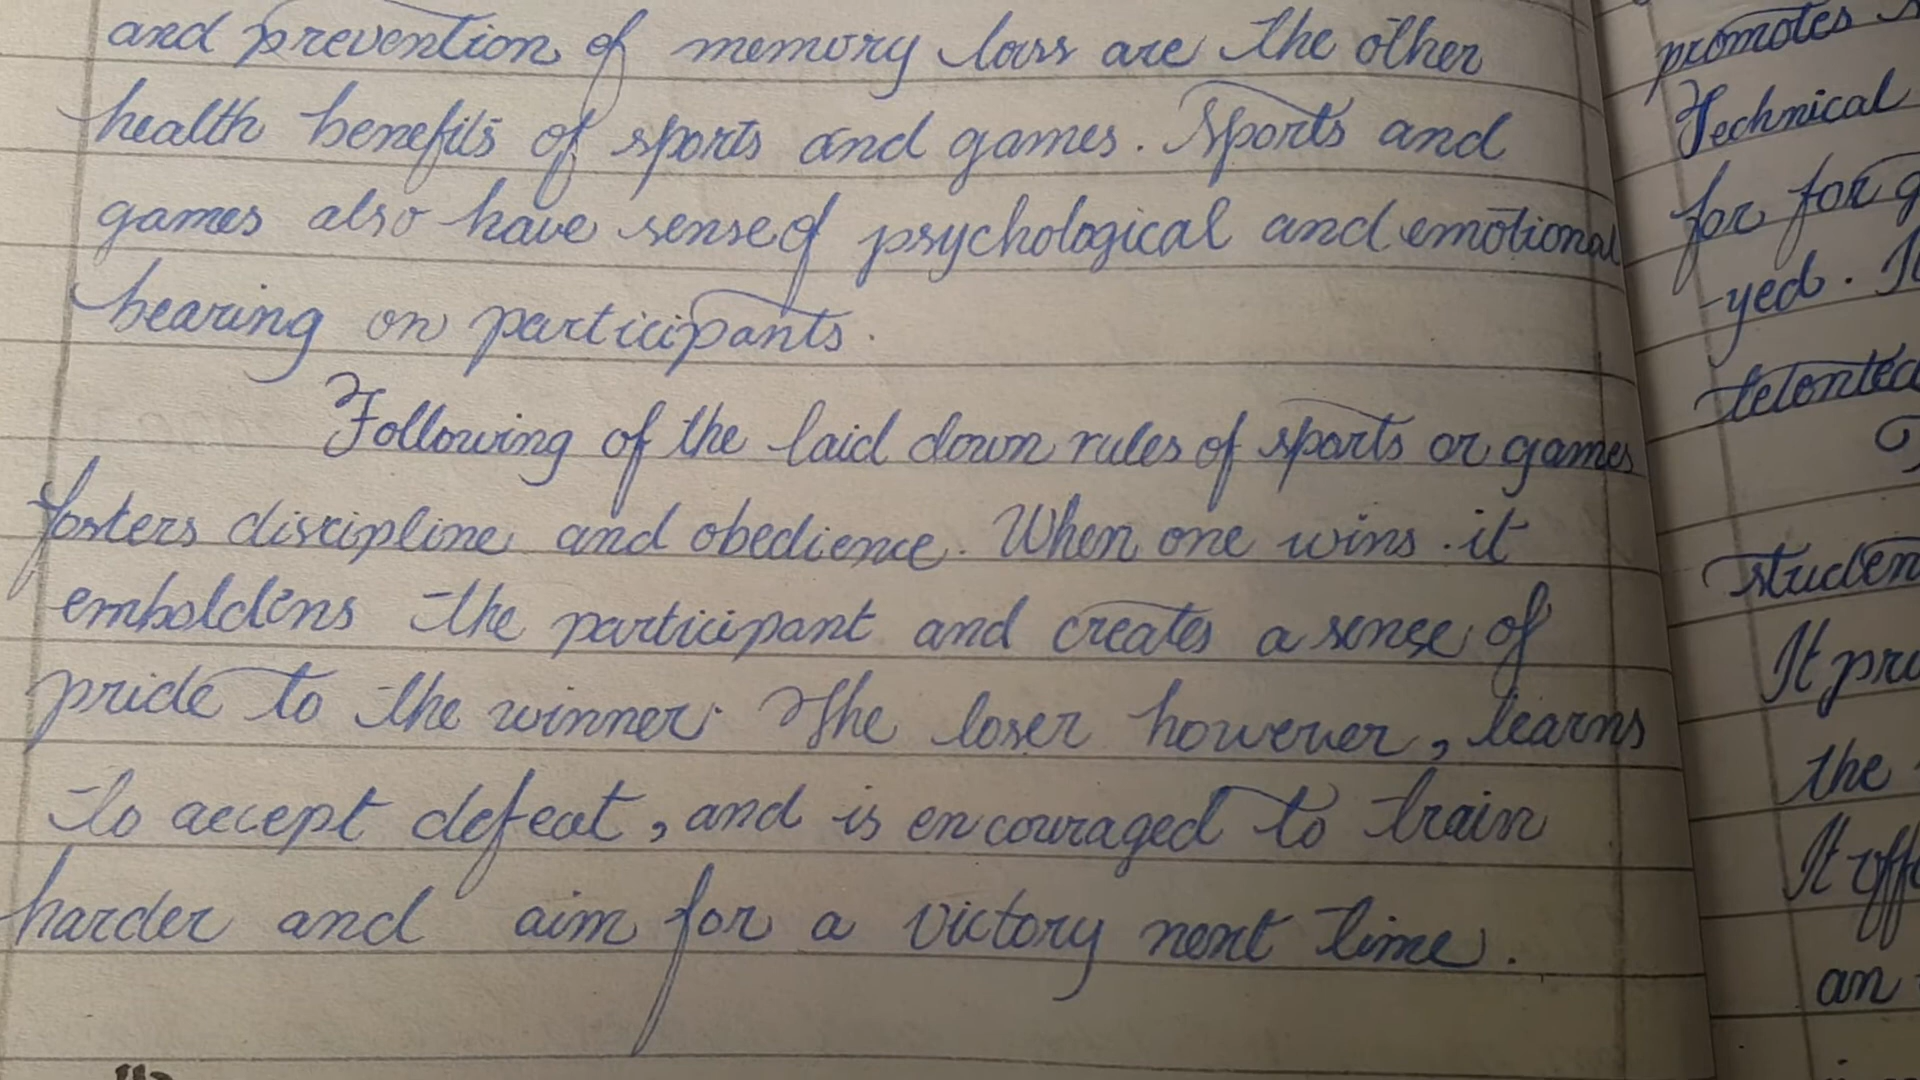 and prevention of memory loss are the other
health benefits of sports and games. Sports and
games also have sense of psychological and emotional
bearing on participants.
Following of the laid down rules of sports or games
fosters discipline and obedience. When one wins it
emboldens the participant and creates a sense of
pride to the winner. The loser however, learns
to accept defeat, and is encouraged to train
harder and aim for a victory next time.
promotes
Technical
for for g
-yed. It
telented
studen
It pro
the
It offe
an